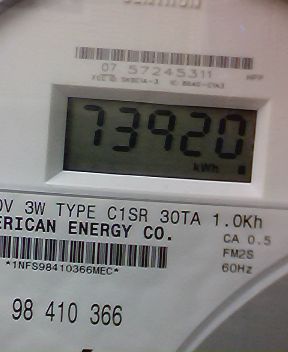 07 57245311
HPP
73920
kWh
0V 3W TYPE C1SR 30TA 1.0Kh
ERICAN ENERGY CO.
CA 0.5
FM2S
60Hz
*1NFS98410366MEC*
98 410 366